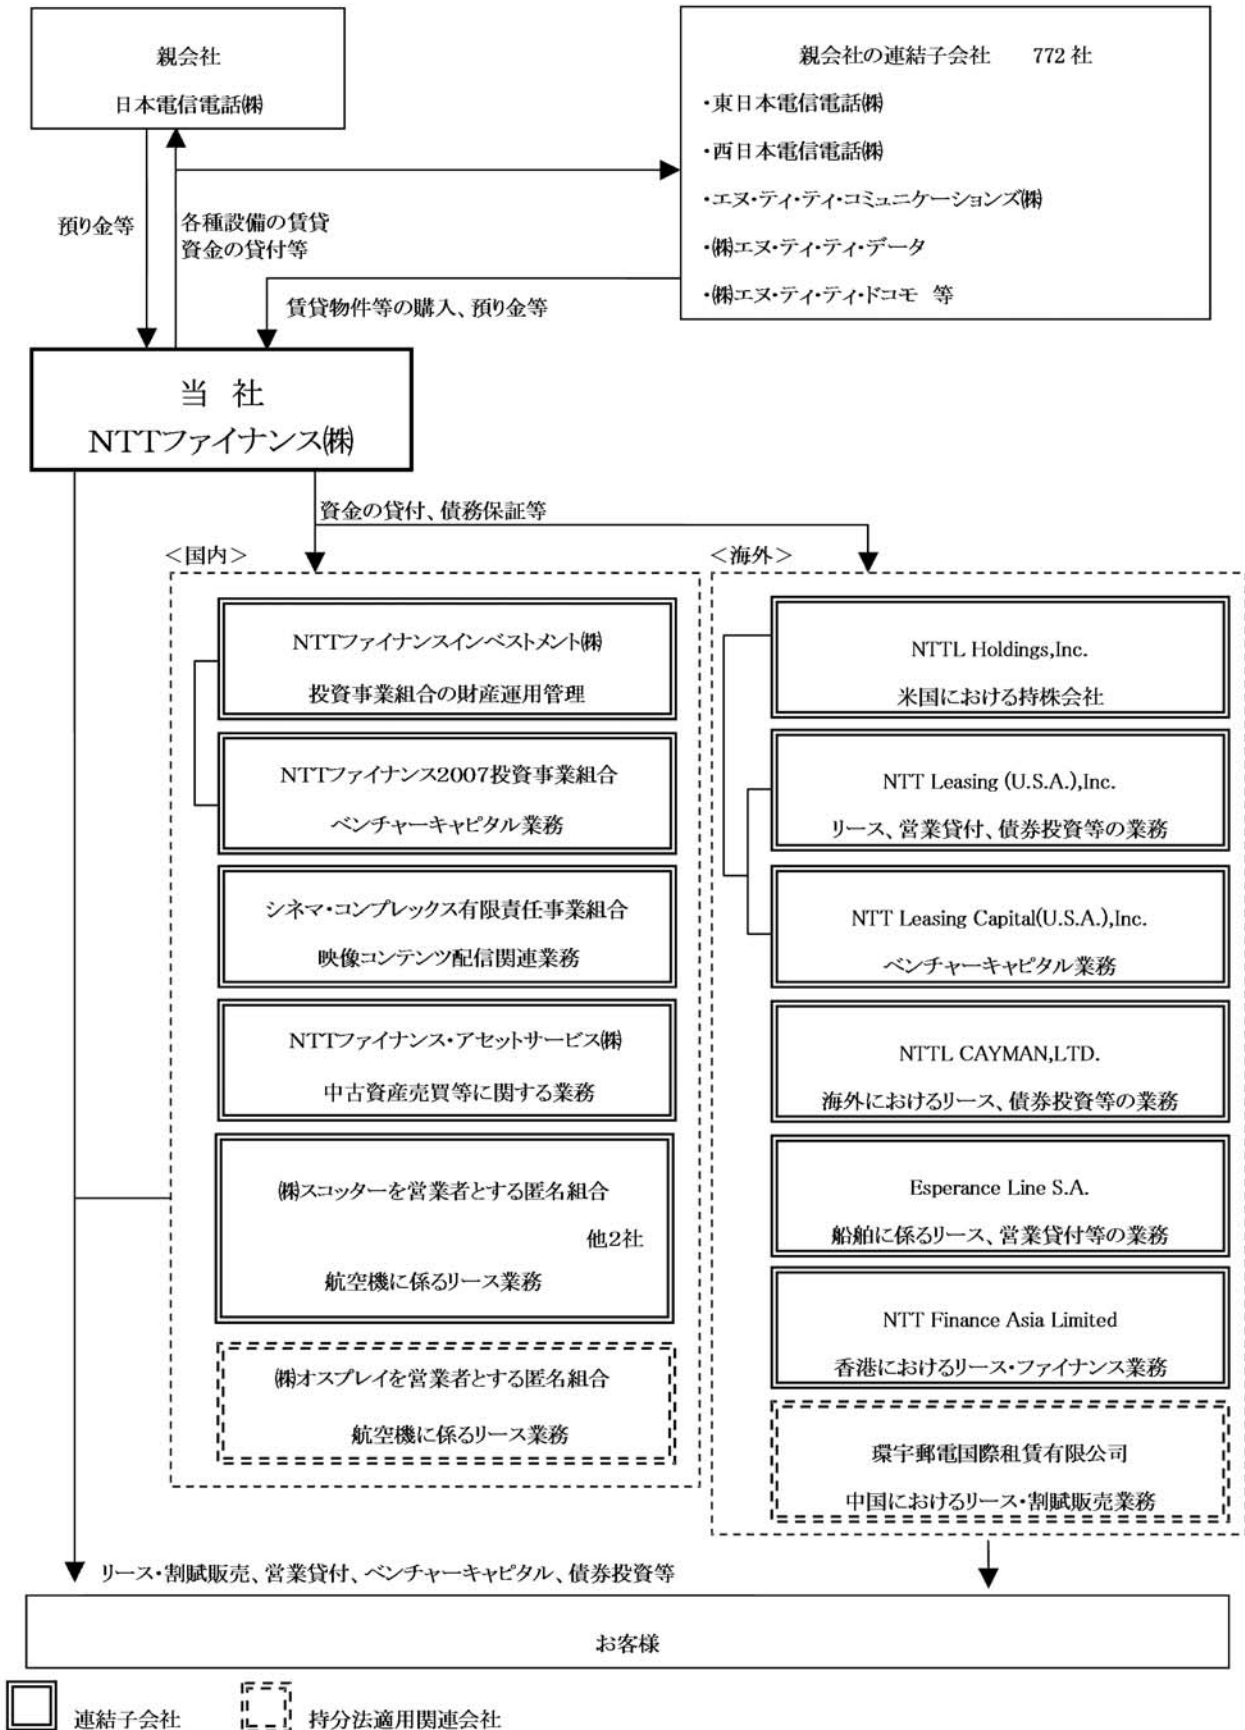 親会社
日本電信電話㈱
親会社の連結子会社　772 社
・東日本電信電話㈱
・西日本電信電話㈱
・エヌ・ティ・ティ・コミュニケーションズ㈱
・㈱エヌ・ティ・ティ・データ
・㈱エヌ・ティ・ティ・ドコモ 等
預り金等
各種設備の賃貸
資金の貸付等
賃貸物件等の購入、預り金等
当 社
NTTファイナンス㈱
資金の貸付、債務保証等
＜国内＞
NTTファイナンスインベストメント㈱
投資事業組合の財産運用管理
NTTファイナンス2007投資事業組合
ベンチャーキャピタル業務
シネマ・コンプレックス有限責任事業組合
映像コンテンツ配信関連業務
NTTファイナンス・アセットサービス㈱
中古資産売買等に関する業務
㈱スコッターを営業者とする匿名組合
他2社
航空機に係るリース業務
㈱オスプレイを営業者とする匿名組合
航空機に係るリース業務
＜海外＞
NTTL Holdings,Inc.
米国における持株会社
NTT Leasing (U.S.A.),Inc.
リース、営業貸付、債券投資等の業務
NTT Leasing Capital(U.S.A.),Inc.
ベンチャーキャピタル業務
NTTL CAYMAN,LTD.
海外におけるリース、債券投資等の業務
Esperance Line S.A.
船舶に係るリース、営業貸付等の業務
NTT Finance Asia Limited
香港におけるリース・ファイナンス業務
環宇郵電国際租賃有限公司
中国におけるリース・割賦販売業務
リース・割賦販売、営業貸付、ベンチャーキャピタル、債券投資等
お客様
連結子会社
持分法適用関連会社